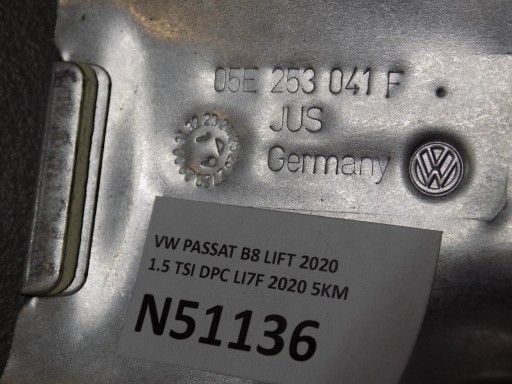 05E 253 041 F
JUS
Germany
VW PASSAT B8 LIFT 2020
1.5 TSI DPC LI7F 2020 5KM
N51136